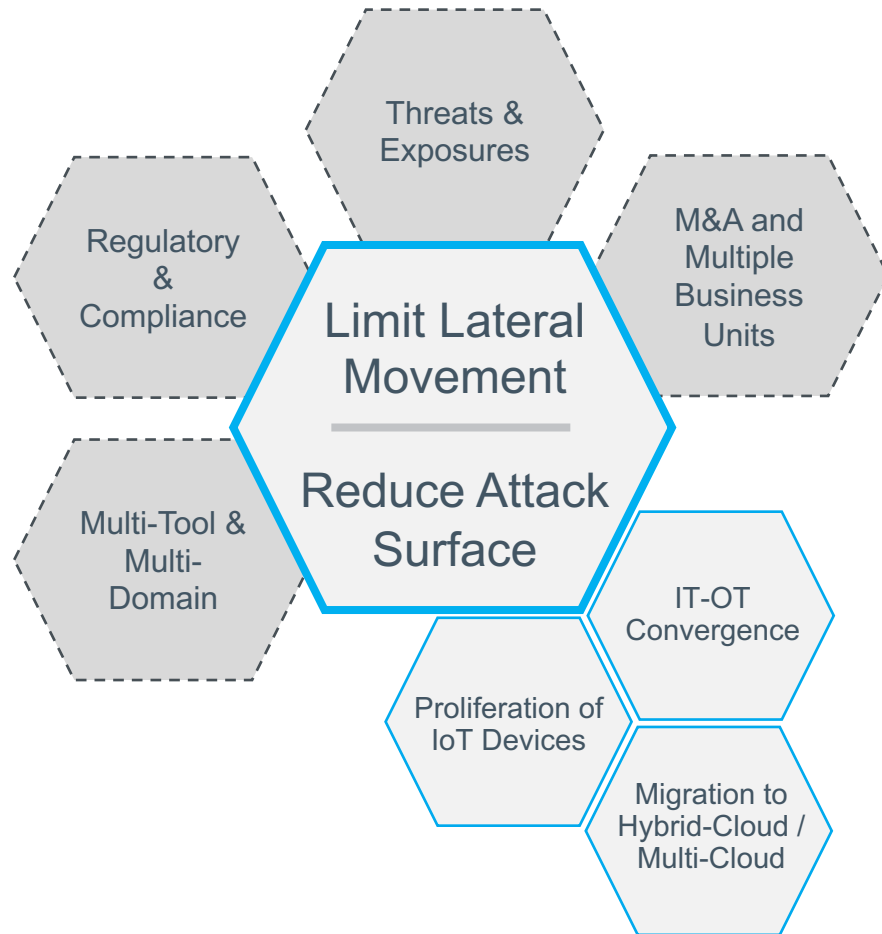 Threats &
Exposures
Regulatory
&
Compliance
M&A and
Multiple
Business
Units
Limit Lateral
Movement
Reduce Attack
Surface
Multi-Tool &
Multi-
Domain
IT-OT
Convergence
Proliferation of
IoT Devices
Migration to
Hybrid-Cloud /
Multi-Cloud